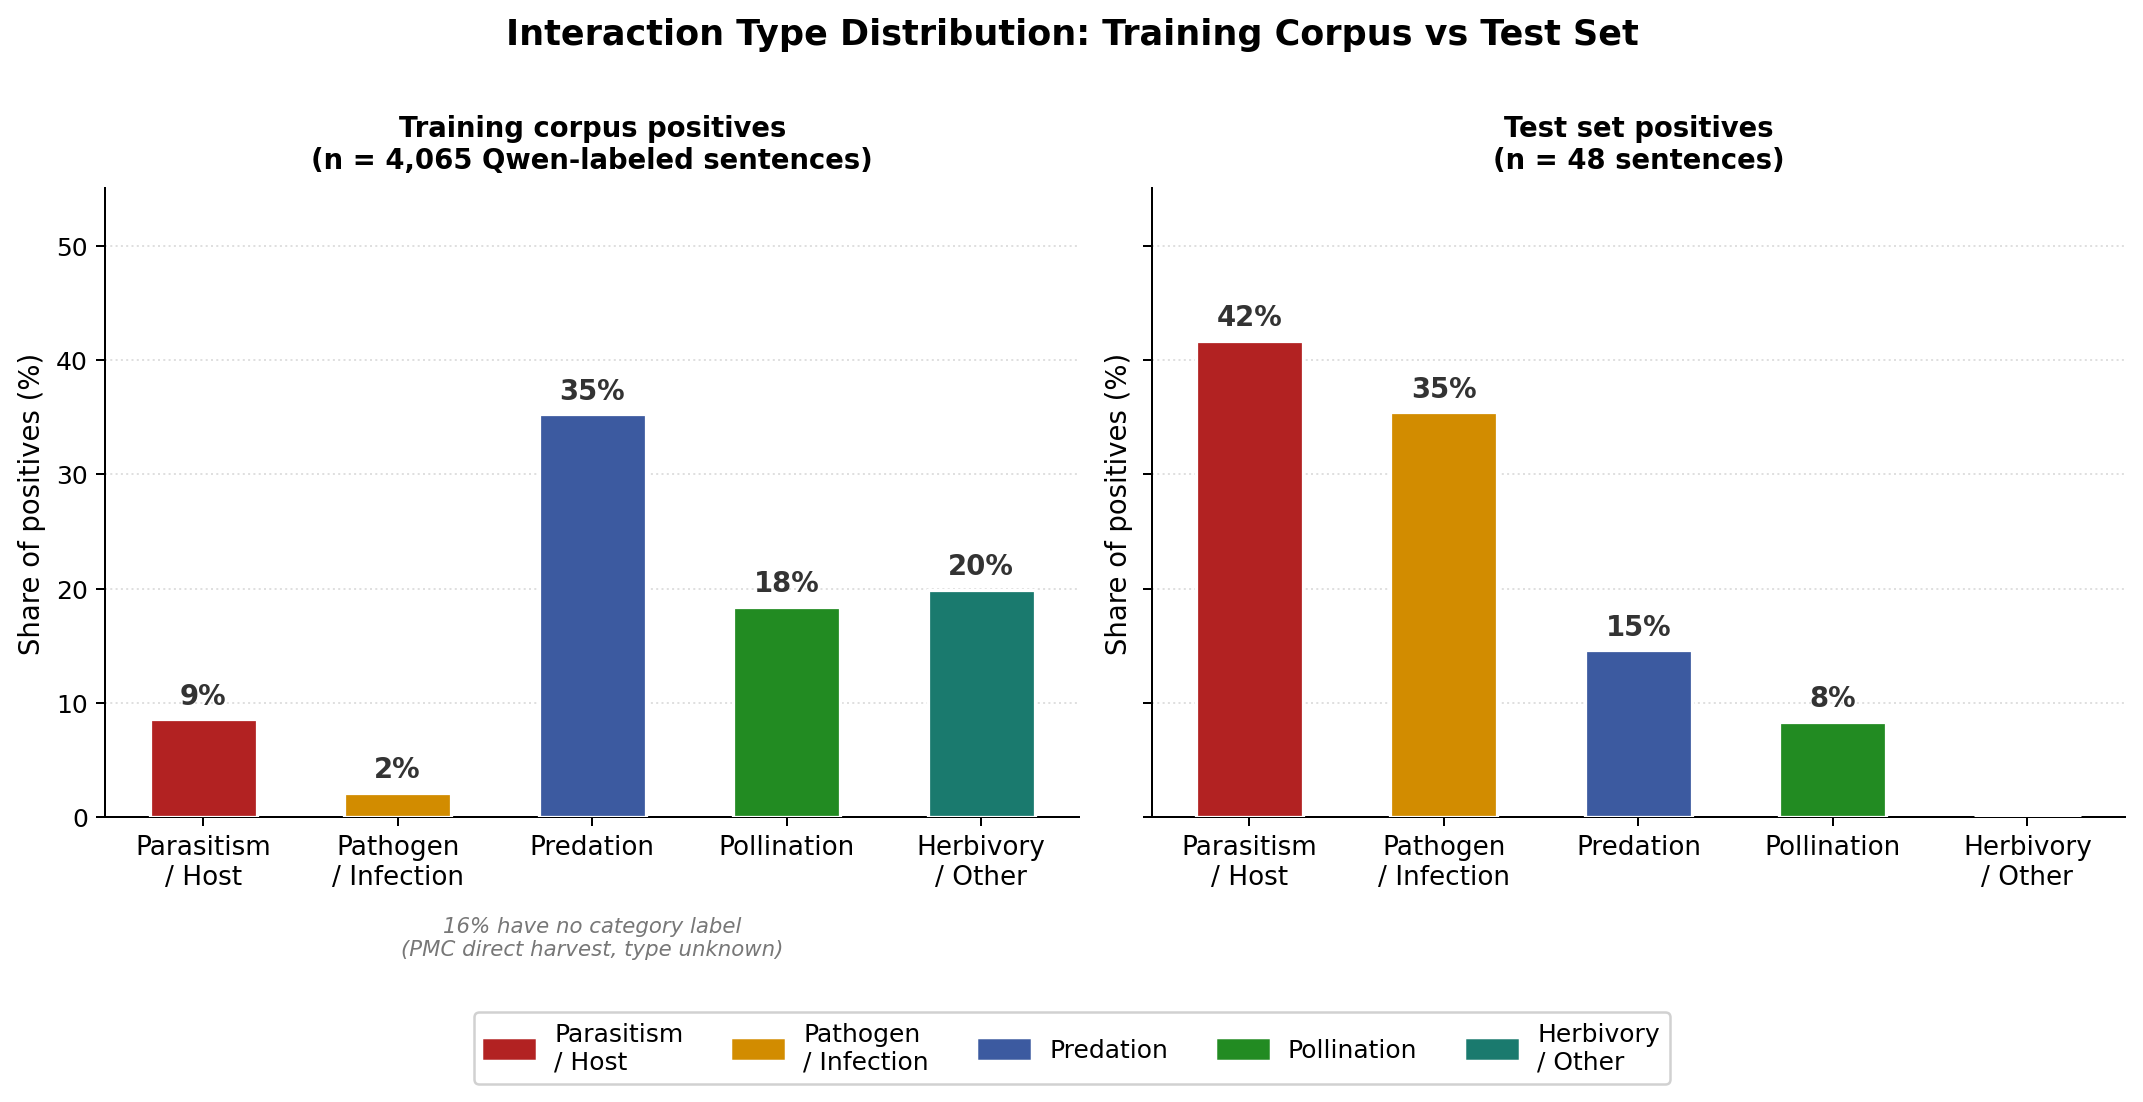 Interaction Type Distribution: Training Corpus vs Test Set
Training corpus positives
(n = 4,065 Qwen-labeled sentences)
Share of positives (%)
50
40
30
20
10
0
9%
2%
35%
18%
20%
Parasitism
/ Host
Pathogen
/ Infection
Predation
Pollination
Herbivory
/ Other
16% have no category label
(PMC direct harvest, type unknown)
Test set positives
(n = 48 sentences)
Share of positives (%)
42%
35%
15%
8%
Parasitism
/ Host
Pathogen
/ Infection
Predation
Pollination
Herbivory
/ Other
Parasitism
/ Host
Pathogen
/ Infection
Predation
Pollination
Herbivory
/ Other